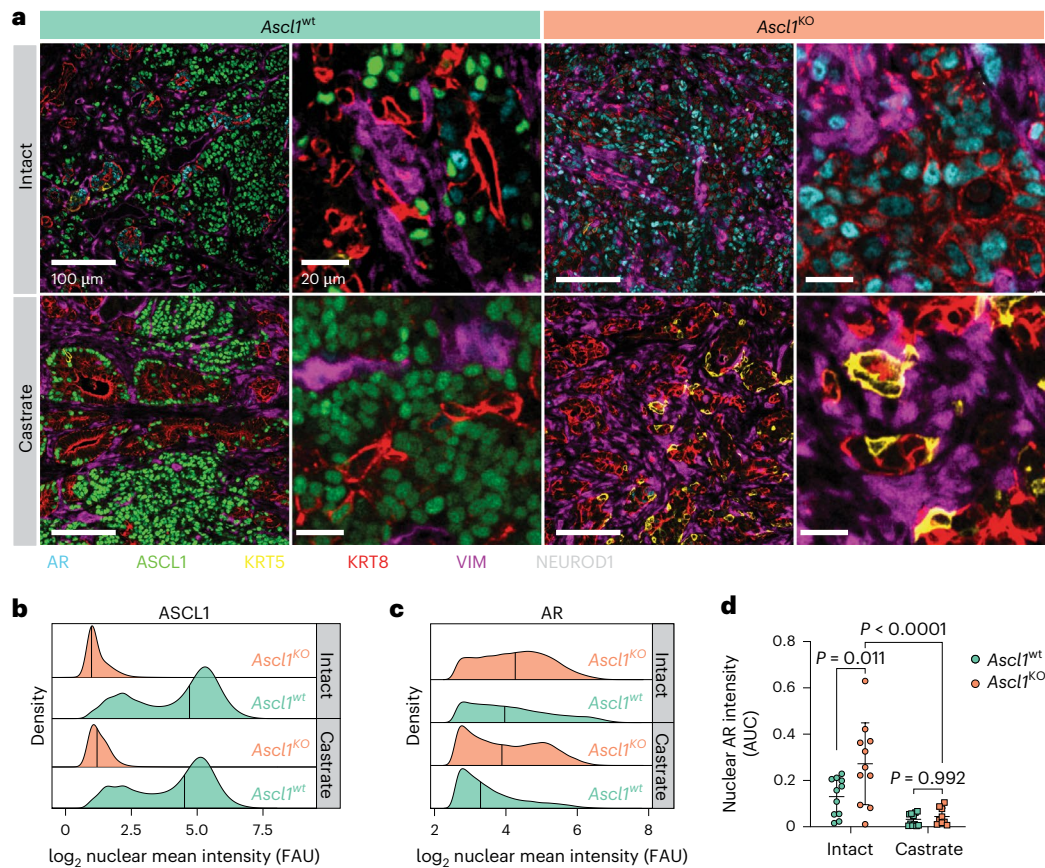 a
Ascl1wt
Ascl1KO
Intact
100 μm
20 μm
Castrate
AR ASCL1 KRT5 KRT8 VIM NEUROD1
b
ASCL1
Density
Ascl1KO
Ascl1wt
Intact
Ascl1KO
Ascl1wt
Castrate
0 2.5 5.0 7.5
log2 nuclear mean intensity (FAU)
c
AR
Density
Ascl1KO
Ascl1wt
Intact
Ascl1KO
Ascl1wt
Castrate
2 4 6 8
log2 nuclear mean intensity (FAU)
d
Nuclear AR intensity
(AUC)
0.8
0.6
0.4
0.2
0
P < 0.0001
P = 0.011
P = 0.992
Ascl1wt
Ascl1KO
Intact Castrate